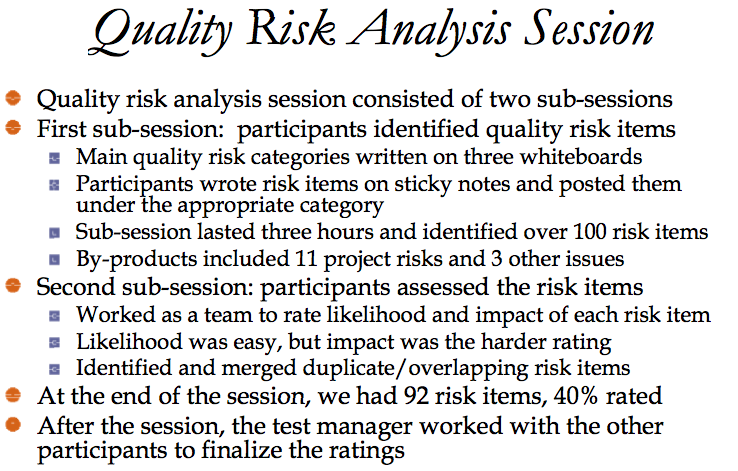 Quality Risk Analysis Session
Quality risk analysis session consisted of two sub-sessions
First sub-session:  participants identified quality risk items
Main quality risk categories written on three whiteboards
Participants wrote risk items on sticky notes and posted them
under the appropriate category
Sub-session lasted three hours and identified over 100 risk items
By-products included 11 project risks and 3 other issues
Second sub-session: participants assessed the risk items
Worked as a team to rate likelihood and impact of each risk item
Likelihood was easy, but impact was the harder rating
Identified and merged duplicate/overlapping risk items
At the end of the session, we had 92 risk items, 40% rated
After the session, the test manager worked with the other
participants to finalize the ratings